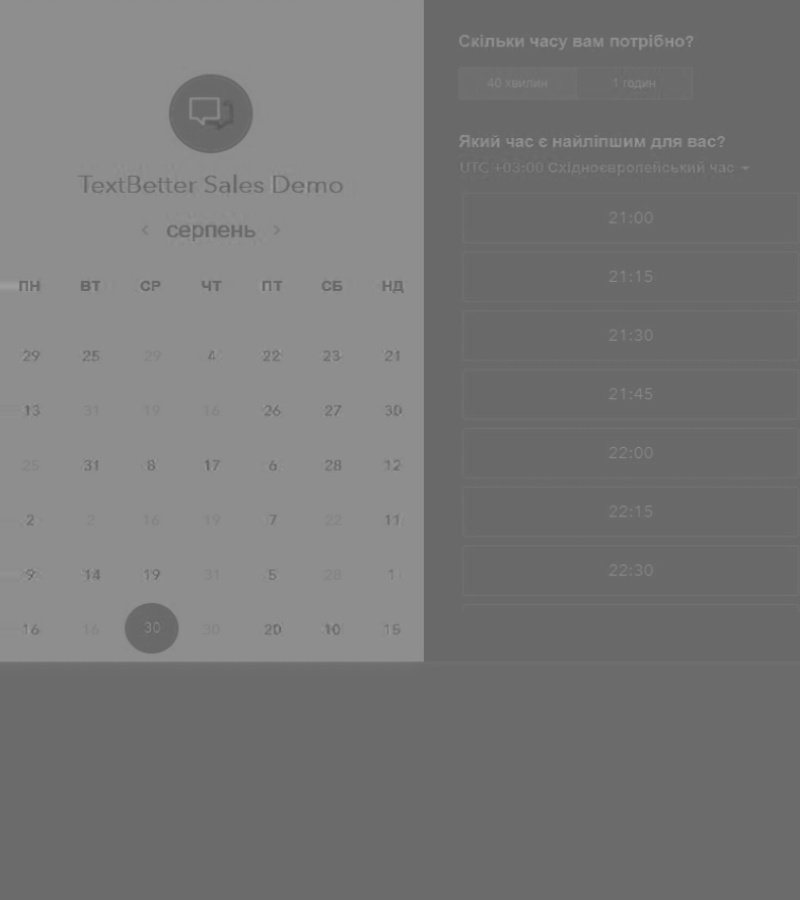 TextBetter Sales Demo
серпень
ПН ВТ СР ЧТ ПТ СБ НД
29 25 29 4 22 23 21
13 31 19 16 26 27 30
25 31 8 17 6 28 12
2 2 16 19 7 22 11
9 14 19 31 5 28 1
16 16 30 30 20 10 15
Скільки часу вам потрібно?
40 хвилин 1 годин
Який час є найліпшим для вас?
UTC +03:00 Східноєвропейський час
21:00
21:15
21:30
21:45
22:00
22:15
22:30